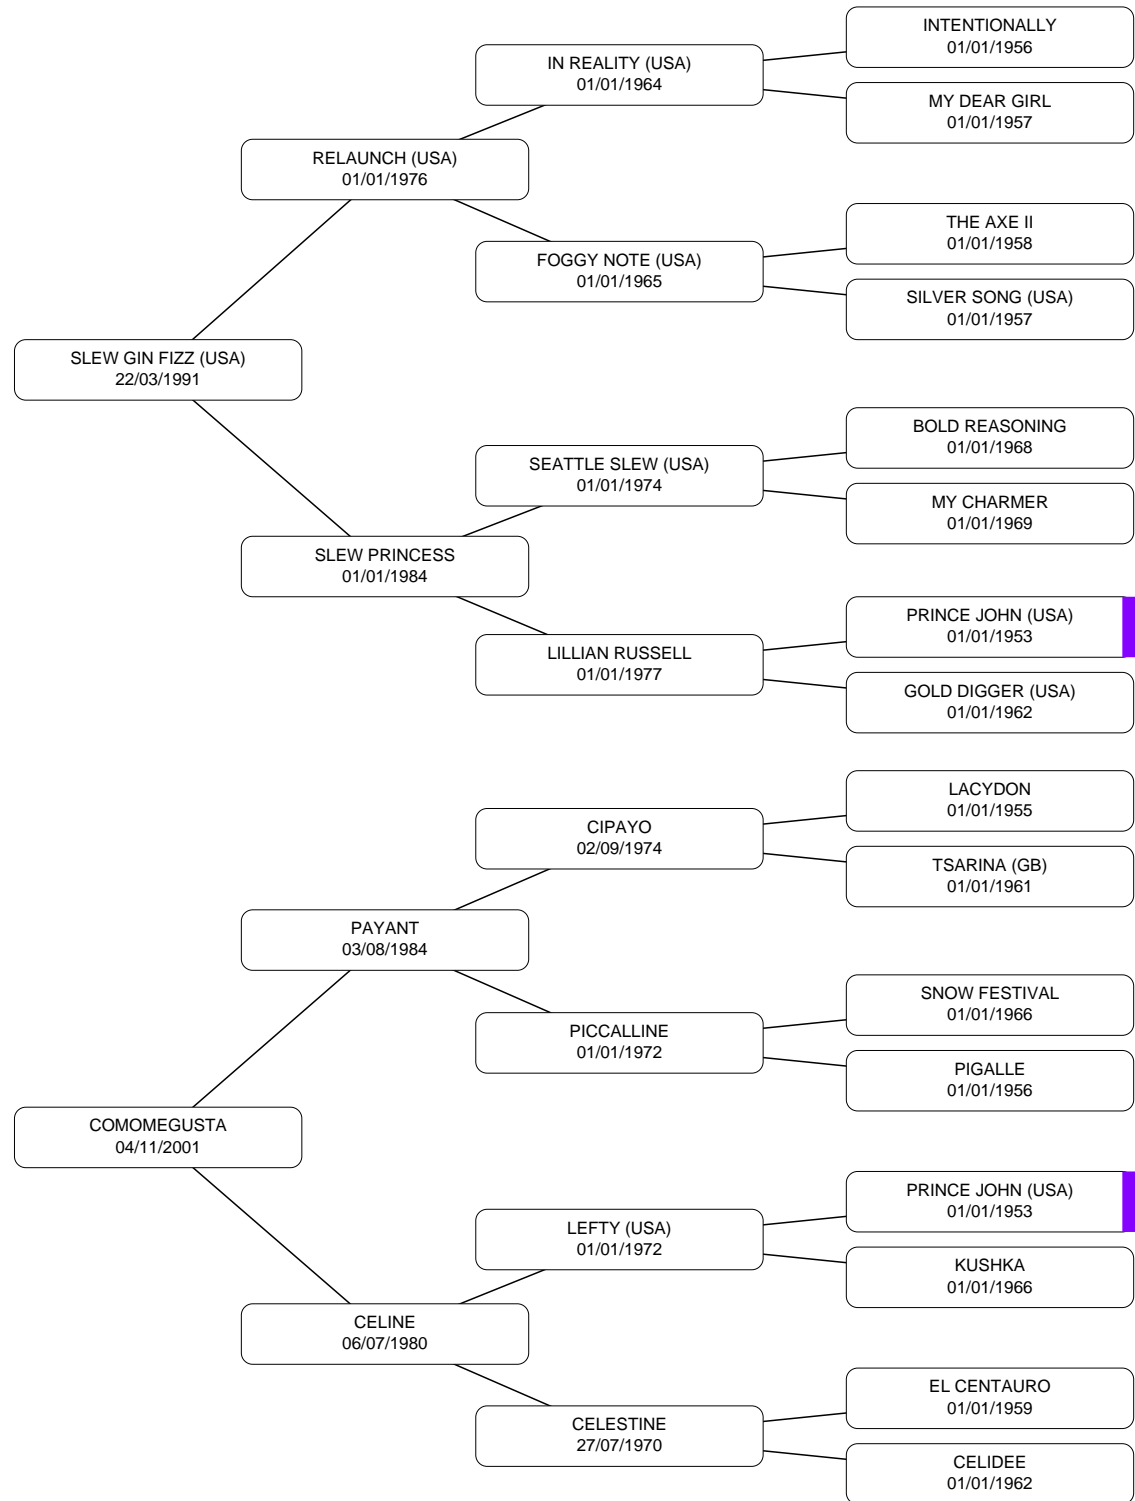 INTENTIONALLY
01/01/1956
IN REALITY (USA)
01/01/1964
MY DEAR GIRL
01/01/1957
RELAUNCH (USA)
01/01/1976
THE AXE II
01/01/1958
FOGGY NOTE (USA)
01/01/1965
SILVER SONG (USA)
01/01/1957
SLEW GIN FIZZ (USA)
22/03/1991
BOLD REASONING
01/01/1968
SEATTLE SLEW (USA)
01/01/1974
MY CHARMER
01/01/1969
SLEW PRINCESS
01/01/1984
PRINCE JOHN (USA)
01/01/1953
LILLIAN RUSSELL
01/01/1977
GOLD DIGGER (USA)
01/01/1962
LACYDON
01/01/1955
CIPAYO
02/09/1974
TSARINA (GB)
01/01/1961
PAYANT
03/08/1984
SNOW FESTIVAL
01/01/1966
PICCALLINE
01/01/1972
PIGALLE
01/01/1956
COMOMEGUSTA
04/11/2001
PRINCE JOHN (USA)
01/01/1953
LEFTY (USA)
01/01/1972
KUSHKA
01/01/1966
CELINE
06/07/1980
EL CENTAURO
01/01/1959
CELESTINE
27/07/1970
CELIDEE
01/01/1962